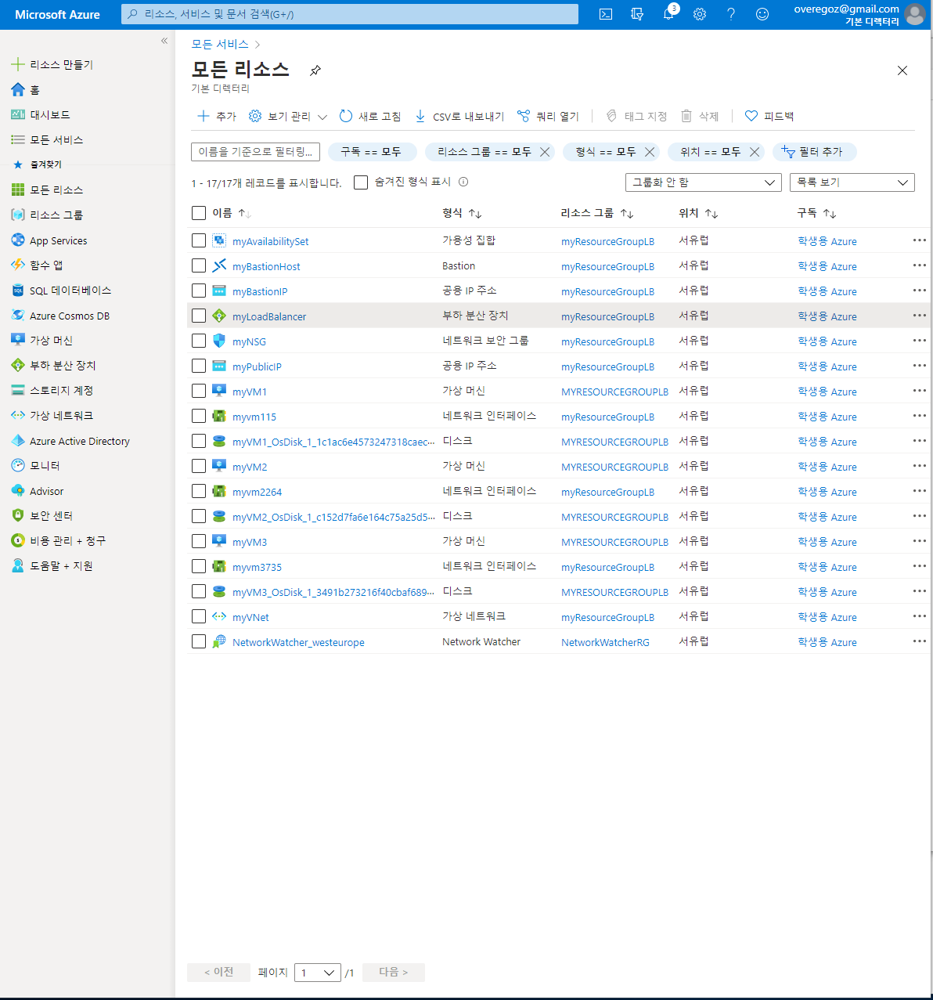 Microsoft Azure
리소스, 서비스 및 문서 검색(G+/)
3
overegoz@gmail.com
기본 디렉터리
«
리소스 만들기
홈
대시보드
모든 서비스
즐겨찾기
모든 리소스
리소스 그룹
App Services
함수 앱
SQL 데이터베이스
Azure Cosmos DB
가상 머신
부하 분산 장치
스토리지 계정
가상 네트워크
Azure Active Directory
모니터
Advisor
보안 센터
비용 관리 + 청구
도움말 + 지원
모든 서비스 >
모든 리소스
기본 디렉터리
추가 보기 관리 새로 고침 CSV로 내보내기 쿼리 열기 태그 지정 삭제 피드백
이름을 기준으로 필터링... 구독 == 모두 리소스 그룹 == 모두 형식 == 모두 위치 == 모두 필터 추가
1 - 17/17개 레코드를 표시합니다. 숨겨진 형식 표시 그룹화 안 함 목록 보기
이름 ↑↓ 형식 ↑↓ 리소스 그룹 ↑↓ 위치 ↑↓ 구독 ↑↓
myAvailabilitySet 가용성 집합 myResourceGroupLB 서유럽 학생용 Azure ···
myBastionHost Bastion myResourceGroupLB 서유럽 학생용 Azure ···
myBastionIP 공용 IP 주소 myResourceGroupLB 서유럽 학생용 Azure ···
myLoadBalancer 부하 분산 장치 myResourceGroupLB 서유럽 학생용 Azure ···
myNSG 네트워크 보안 그룹 myResourceGroupLB 서유럽 학생용 Azure ···
myPublicIP 공용 IP 주소 myResourceGroupLB 서유럽 학생용 Azure ···
myVM1 가상 머신 MYRESOURCEGROUPLB 서유럽 학생용 Azure ···
myvm115 네트워크 인터페이스 myResourceGroupLB 서유럽 학생용 Azure ···
myVM1_OsDisk_1_1c1ac6e4573247318caec... 디스크 MYRESOURCEGROUPLB 서유럽 학생용 Azure ···
myVM2 가상 머신 MYRESOURCEGROUPLB 서유럽 학생용 Azure ···
myvm2264 네트워크 인터페이스 myResourceGroupLB 서유럽 학생용 Azure ···
myVM2_OsDisk_1_c152d7fa6e164c75a25d5... 디스크 MYRESOURCEGROUPLB 서유럽 학생용 Azure ···
myVM3 가상 머신 MYRESOURCEGROUPLB 서유럽 학생용 Azure ···
myvm3735 네트워크 인터페이스 myResourceGroupLB 서유럽 학생용 Azure ···
myVM3_OsDisk_1_3491b273216f40cbaf689... 디스크 MYRESOURCEGROUPLB 서유럽 학생용 Azure ···
myVNet 가상 네트워크 myResourceGroupLB 서유럽 학생용 Azure ···
NetworkWatcher_westeurope Network Watcher NetworkWatcherRG 서유럽 학생용 Azure ···
< 이전 페이지 1 /1 다음 >